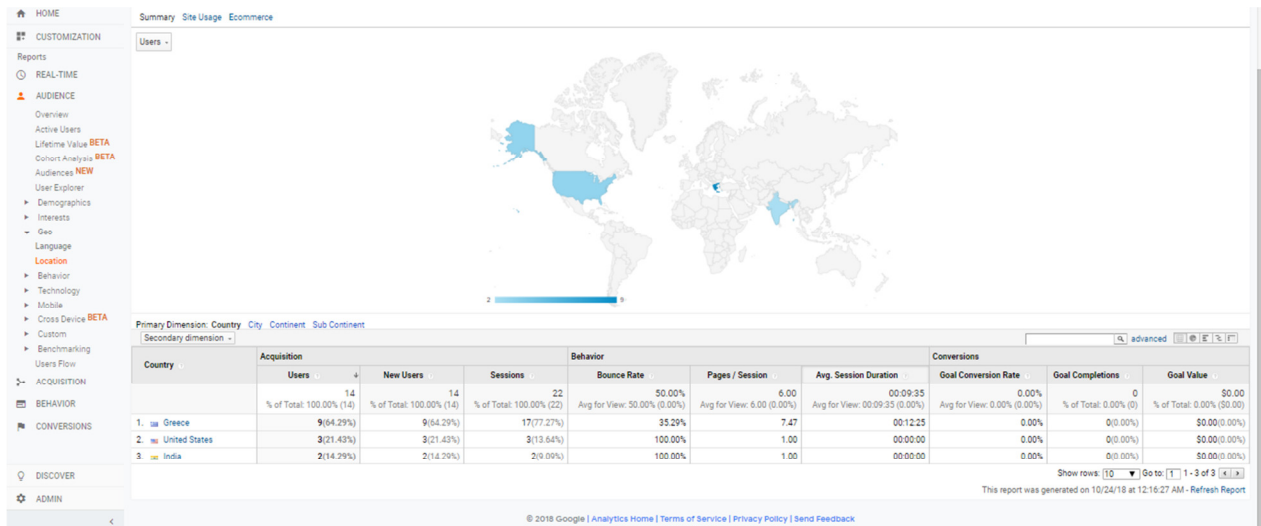 HOME
CUSTOMIZATION
Reports
REAL-TIME
AUDIENCE
Overview
Active Users
Lifetime Value BETA
Cohort Analysis BETA
Audiences NEW
User Explorer
Demographics
Interests
Geo
Language
Location
Behavior
Technology
Mobile
Cross Device BETA
Custom
Benchmarking
Users Flow
ACQUISITION
BEHAVIOR
CONVERSIONS
DISCOVER
ADMIN
Summary Site Usage Ecommerce
Users
2 9
Primary Dimension: Country City Continent Sub Continent
Secondary dimension
advanced
Country
Acquisition Behavior Conversions
Users New Users Sessions Bounce Rate Pages / Session Avg. Session Duration Goal Conversion Rate Goal Completions Goal Value
14 14 22 50.00% 6.00 00:09:35 0.00% 0 $0.00
% of Total: 100.00% (14) % of Total: 100.00% (14) % of Total: 100.00% (22) Avg for View: 50.00% (0.00%) Avg for View: 6.00 (0.00%) Avg for View: 00:09:35 (0.00%) Avg for View: 0.00% (0.00%) % of Total: 0.00% (0) % of Total: 0.00% ($0.00)
1. Greece 9(64.29%) 9(64.29%) 17(77.27%) 35.29% 7.47 00:12:25 0.00% 0(0.00%) $0.00(0.00%)
2. United States 3(21.43%) 3(21.43%) 3(13.64%) 100.00% 1.00 00:00:00 0.00% 0(0.00%) $0.00(0.00%)
3. India 2(14.29%) 2(14.29%) 2(9.09%) 100.00% 1.00 00:00:00 0.00% 0(0.00%) $0.00(0.00%)
Show rows: 10 Go to: 1 1 - 3 of 3
This report was generated on 10/24/18 at 12:16:27 AM - Refresh Report
© 2018 Google | Analytics Home | Terms of Service | Privacy Policy | Send Feedback